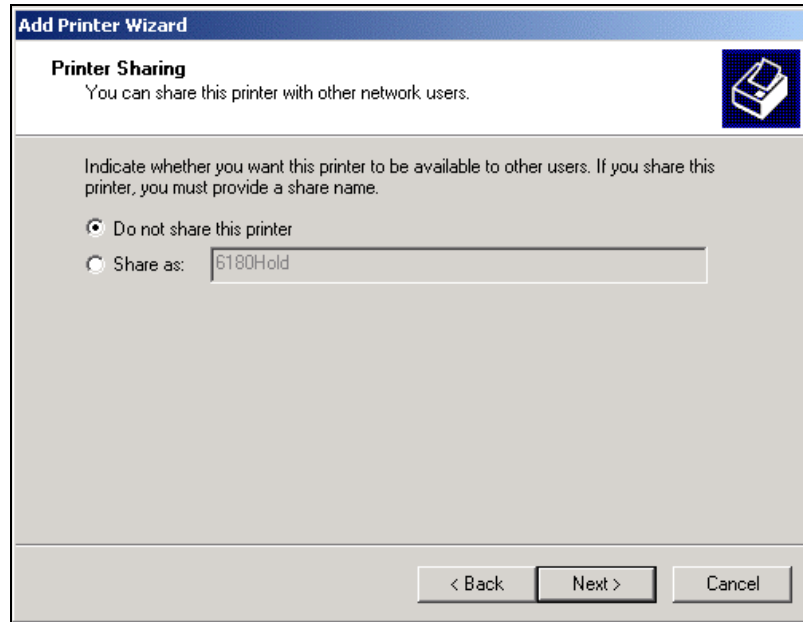 Add Printer Wizard
Printer Sharing
You can share this printer with other network users.
Indicate whether you want this printer to be available to other users. If you share this
printer, you must provide a share name.
Do not share this printer
Share as: 6180Hold
< Back Next > Cancel